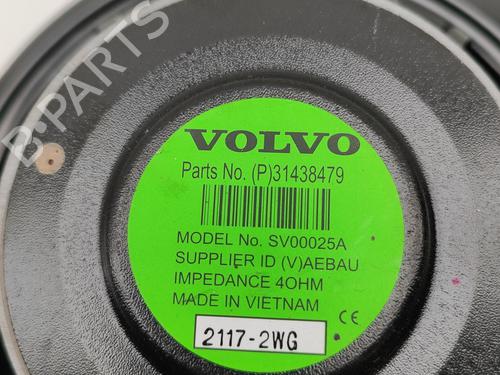 B-PARTS
VOLVO
Parts No. (P)31438479
MODEL No. SV00025A
SUPPLIER ID (V)AEBAU
IMPEDANCE 4OHM
MADE IN VIETNAM
CE
2117-2WG